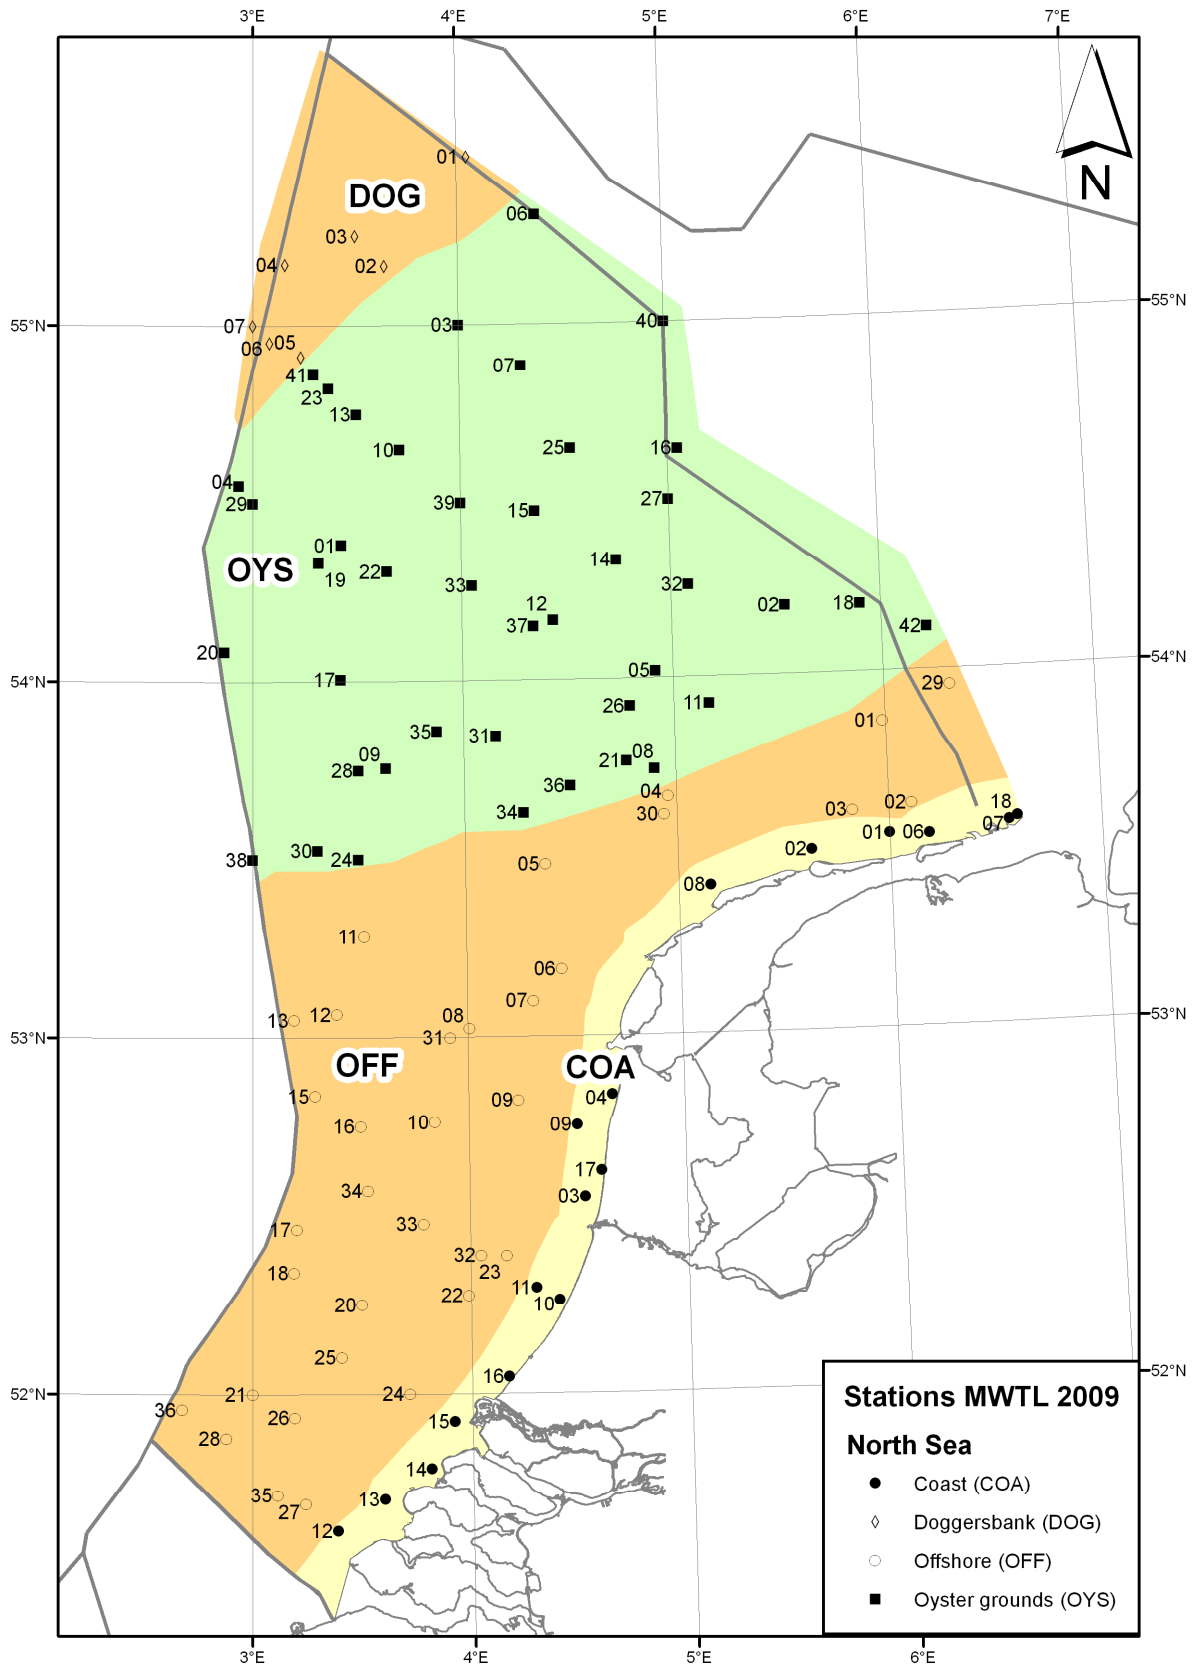 3°E 4°E 5°E 6°E 7°E
01
N
DOG
06
03
04 02
55°N
07 03 40 55°N
06 05
07
41
23
13
10 25 16
04
29 39 15 27
01
OYS 19 22 14
33 32
12 02 18
37 42
20 05 54°N
54°N 17 29
26 11
01
35 31
09 21 08
28
36 04
34 30 03 02 18
07
01 06
38 30 24 02
05
08
11
06
07
13 12 08 53°N
53°N 31
OFF COA
15 04
09
16 10 09
17
34 03
33
17
32
18 23
11
22 10
20
25 16 52°N
52°N 21 24
36 26 15
28
14
35 13
27
12
Stations MWTL 2009
North Sea
Coast (COA)
Doggersbank (DOG)
Offshore (OFF)
Oyster grounds (OYS)
3°E 4°E 5°E 6°E